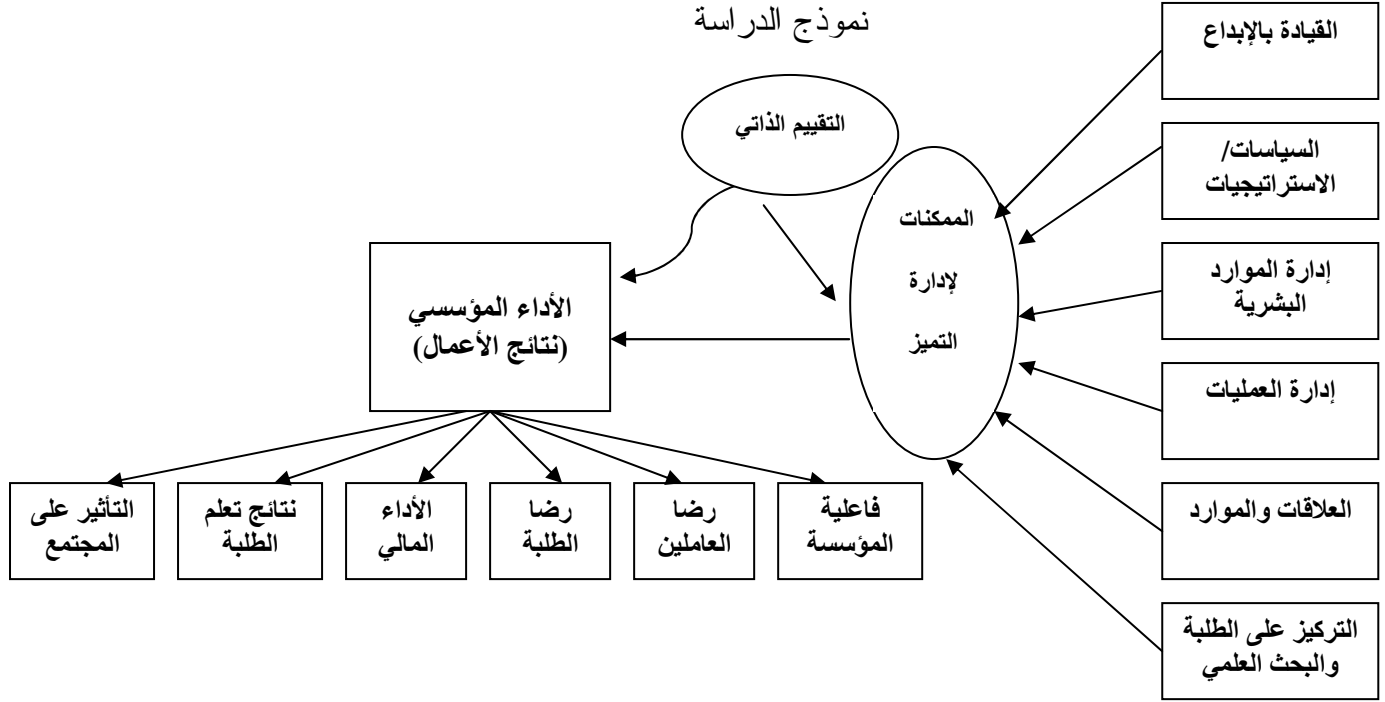 نموذج الدراسة
القيادة بالإبداع
السياسات/
الاستراتيجيات
إدارة الموارد
البشرية
إدارة العمليات
العلاقات والموارد
التركيز على الطلبة
والبحث العلمي
التقييم الذاتي
الممكنات
لإدارة
التميز
الأداء المؤسسي
(نتائج الأعمال)
فاعلية
المؤسسة
رضا
العاملين
رضا
الطلبة
الأداء
المالي
نتائج تعلم
الطلبة
التأثير على
المجتمع